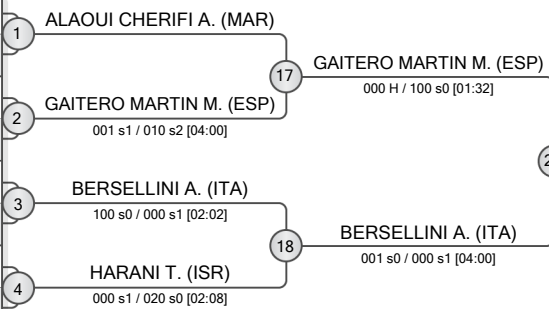 1
ALAOUI CHERIFI A. (MAR)
17
GAITERO MARTIN M. (ESP)
000 H / 100 s0 [01:32]
2
GAITERO MARTIN M. (ESP)
001 s1 / 010 s2 [04:00]
3
BERSELLINI A. (ITA)
100 s0 / 000 s1 [02:02]
18
BERSELLINI A. (ITA)
001 s0 / 000 s1 [04:00]
4
HARANI T. (ISR)
000 s1 / 020 s0 [02:08]